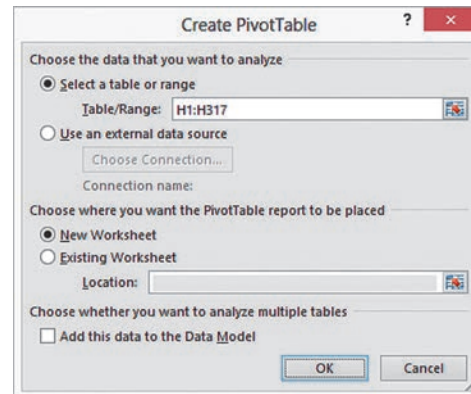 Create PivotTable
?
×
Choose the data that you want to analyze
Select a table or range
Table/Range: H1:H317
Use an external data source
Choose Connection...
Connection name:
Choose where you want the PivotTable report to be placed
New Worksheet
Existing Worksheet
Location:
Choose whether you want to analyze multiple tables
Add this data to the Data Model
OK Cancel